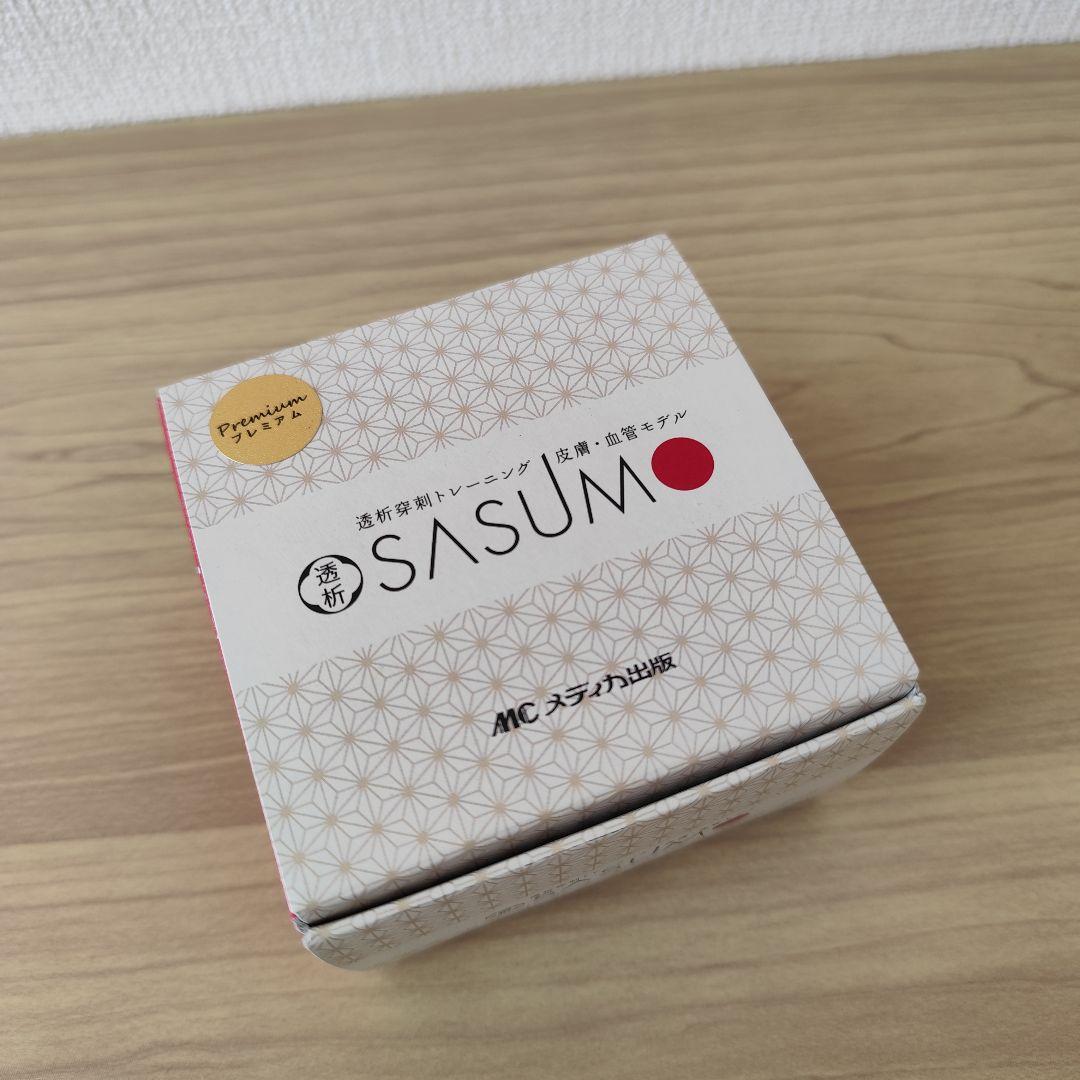 Premium
プレミアム
透析穿刺トレーニング 皮膚・血管モデル
透析 SASUMO
MC メディカ出版